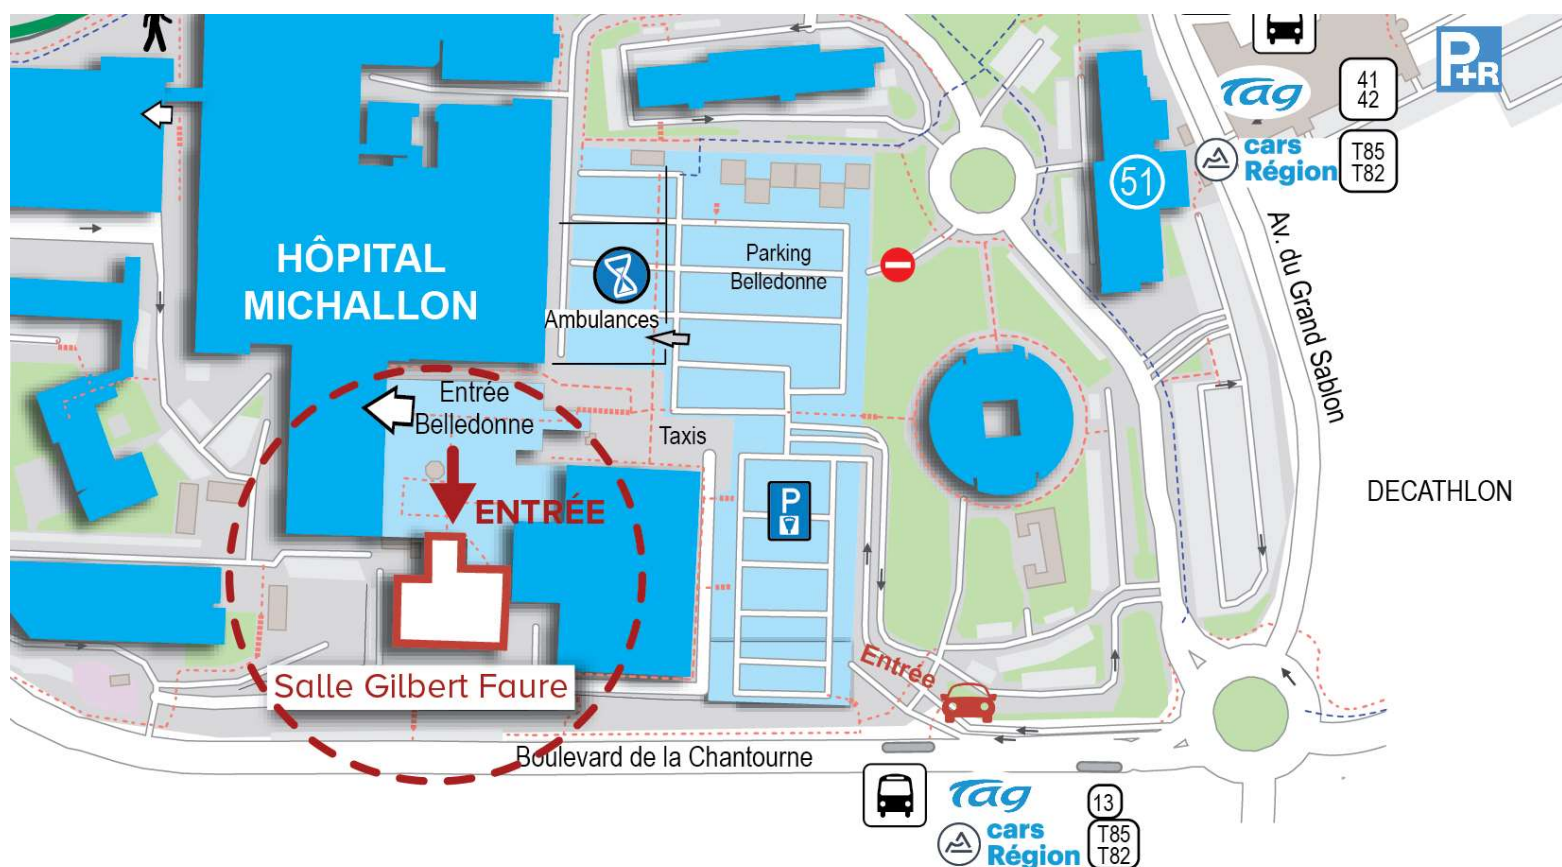 P+R
Tag
41
42
cars
Région
T85
T82
51
HÔPITAL
MICHALLON
Parking
Belledonne
Ambulances
Av. du Grand Sablon
Entrée
Belledonne
Taxis
ENTRÉE
P
DECATHLON
Entrée
Salle Gilbert Faure
Boulevard de la Chantourne
Tag
13
cars
Région
T85
T82